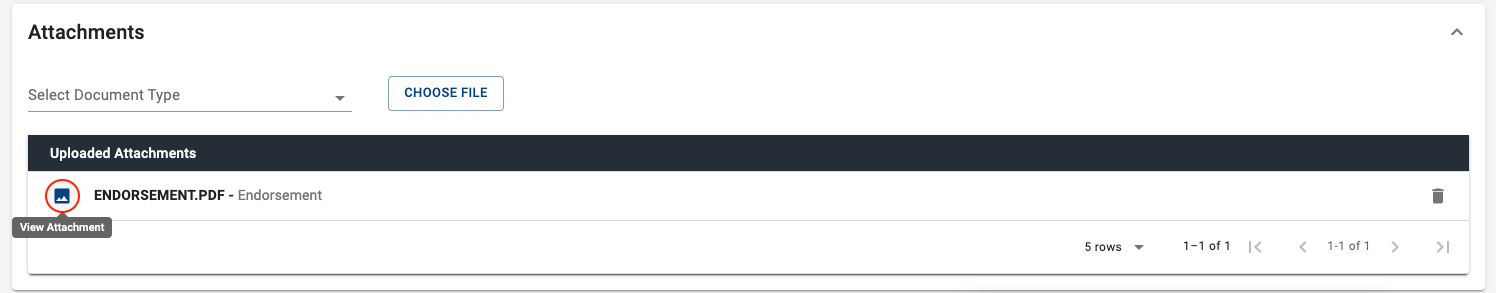 Attachments
Select Document Type
CHOOSE FILE
Uploaded Attachments
ENDORSEMENT.PDF - Endorsement
View Attachment
5 rows 1–1 of 1 1-1 of 1